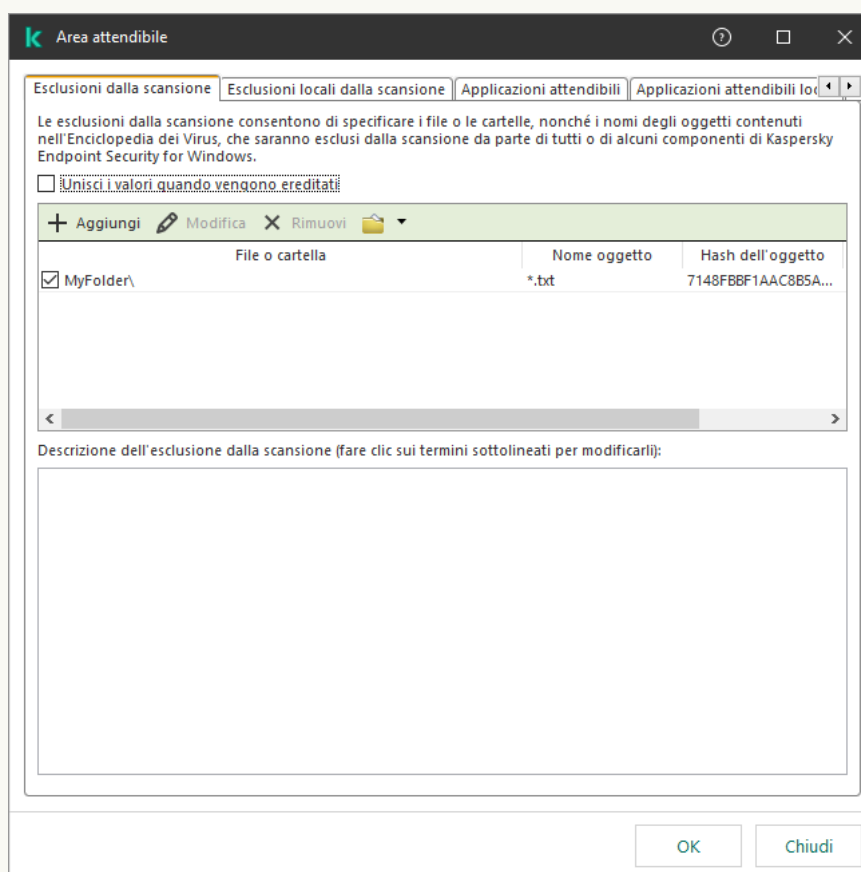 Area attendibile
Esclusioni dalla scansione Esclusioni locali dalla scansione Applicazioni attendibili Applicazioni attendibili loc
Le esclusioni dalla scansione consentono di specificare i file o le cartelle, nonché i nomi degli oggetti contenuti
nell'Enciclopedia dei Virus, che saranno esclusi dalla scansione da parte di tutti o di alcuni componenti di Kaspersky
Endpoint Security for Windows.
Unisci i valori quando vengono ereditati
Aggiungi Modifica Rimuovi
File o cartella Nome oggetto Hash dell'oggetto
MyFolder\ *.txt 7148FBBF1AAC8B5A...
Descrizione dell'esclusione dalla scansione (fare clic sui termini sottolineati per modificarli):
OK Chiudi